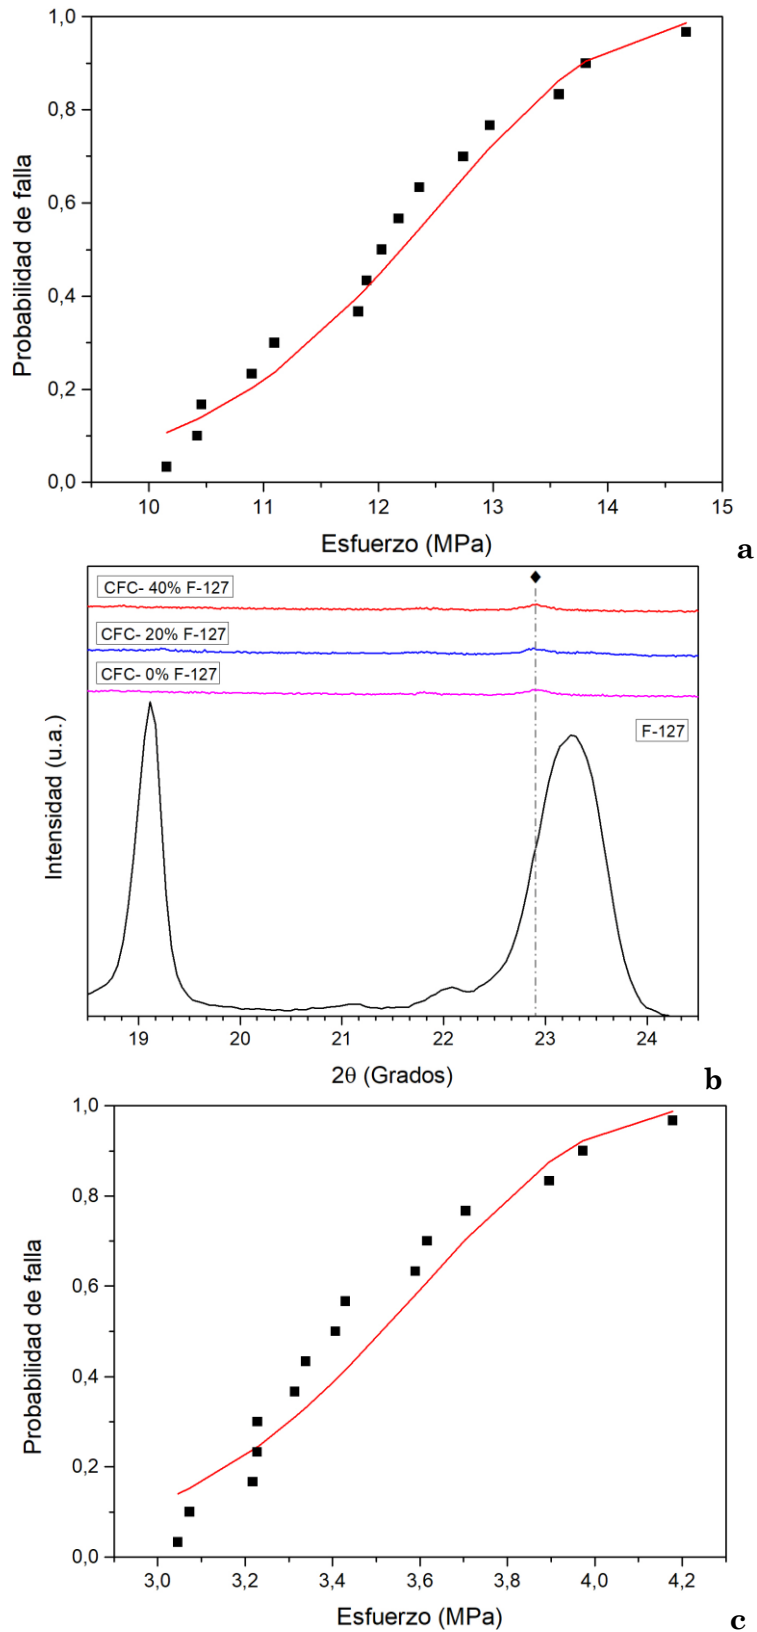 1,0
0,8
0,6
0,4
0,2
0,0
Probabilidad de falla
10 11 12 13 14 15
Esfuerzo (MPa)
a
CFC- 40% F-127
CFC- 20% F-127
CFC- 0% F-127
F-127
Intensidad (u.a.)
19 20 21 22 23 24
2θ (Grados)
b
1,0
0,8
0,6
0,4
0,2
0,0
Probabilidad de falla
3,0 3,2 3,4 3,6 3,8 4,0 4,2
Esfuerzo (MPa)
c